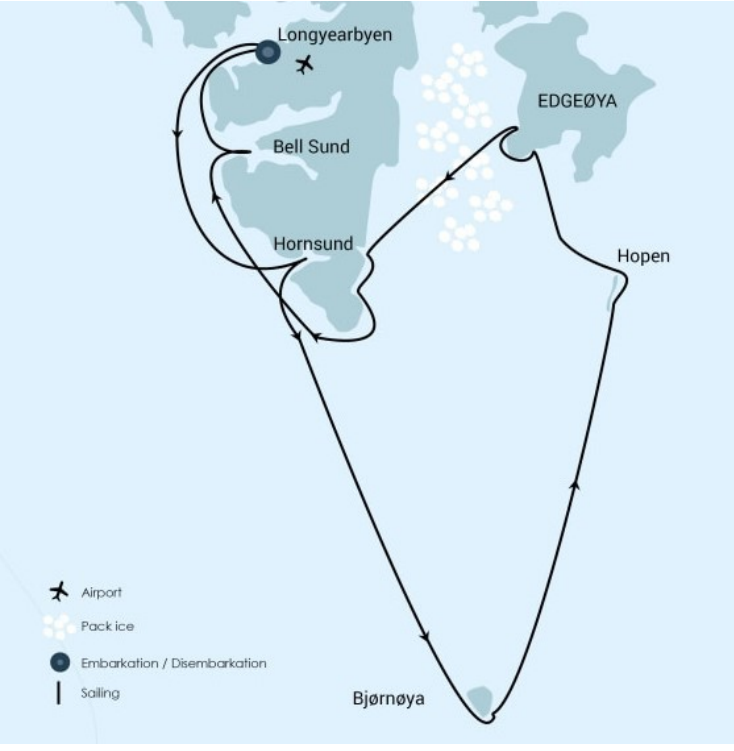 Longyearbyen
EDGEØYA
Bell Sund
Hornsund
Hopen
Airport
Pack ice
Embarkation / Disembarkation
Sailing
Bjørnøya